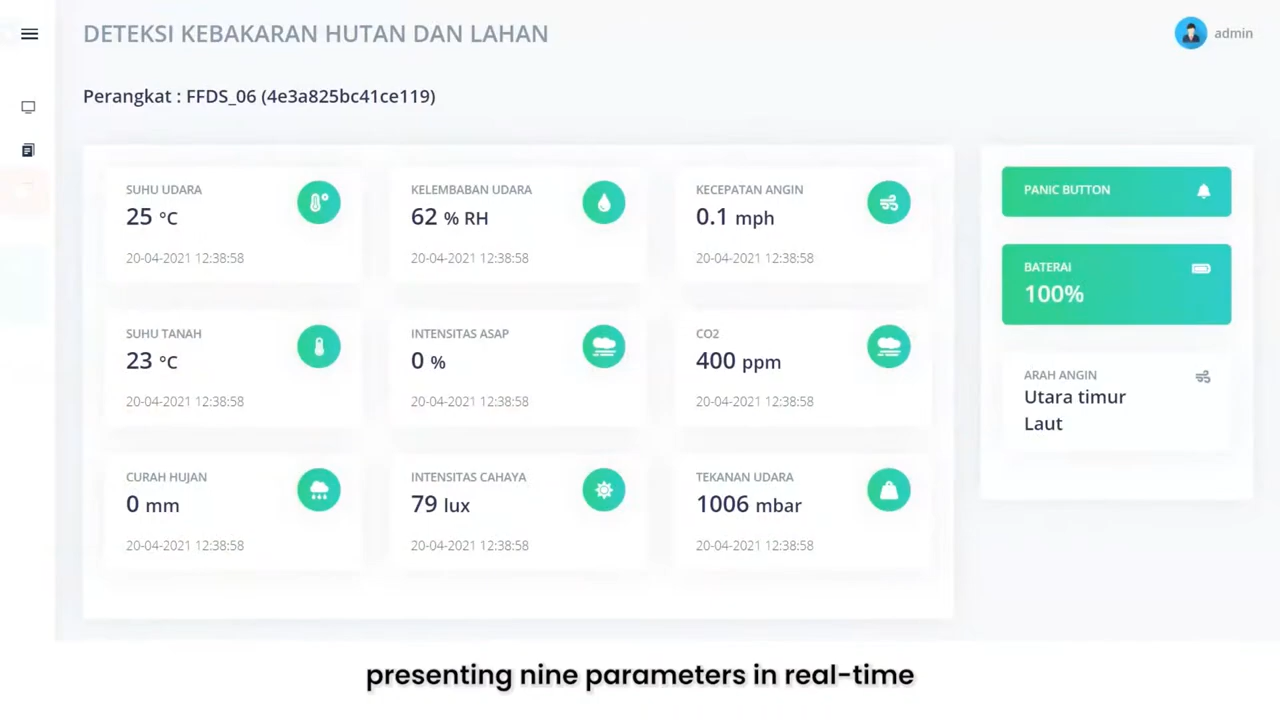 DETEKSI KEBAKARAN HUTAN DAN LAHAN
admin
Perangkat : FFDS_06 (4e3a825bc41ce119)
SUHU UDARA
25 °C
20-04-2021 12:38:58
KELEMBABAN UDARA
62 % RH
20-04-2021 12:38:58
KECEPATAN ANGIN
0.1 mph
20-04-2021 12:38:58
SUHU TANAH
23 °C
20-04-2021 12:38:58
INTENSITAS ASAP
0 %
20-04-2021 12:38:58
CO2
400 ppm
20-04-2021 12:38:58
CURAH HUJAN
0 mm
20-04-2021 12:38:58
INTENSITAS CAHAYA
79 lux
20-04-2021 12:38:58
TEKANAN UDARA
1006 mbar
20-04-2021 12:38:58
PANIC BUTTON
BATERAI
100%
ARAH ANGIN
Utara timur
Laut
presenting nine parameters in real-time